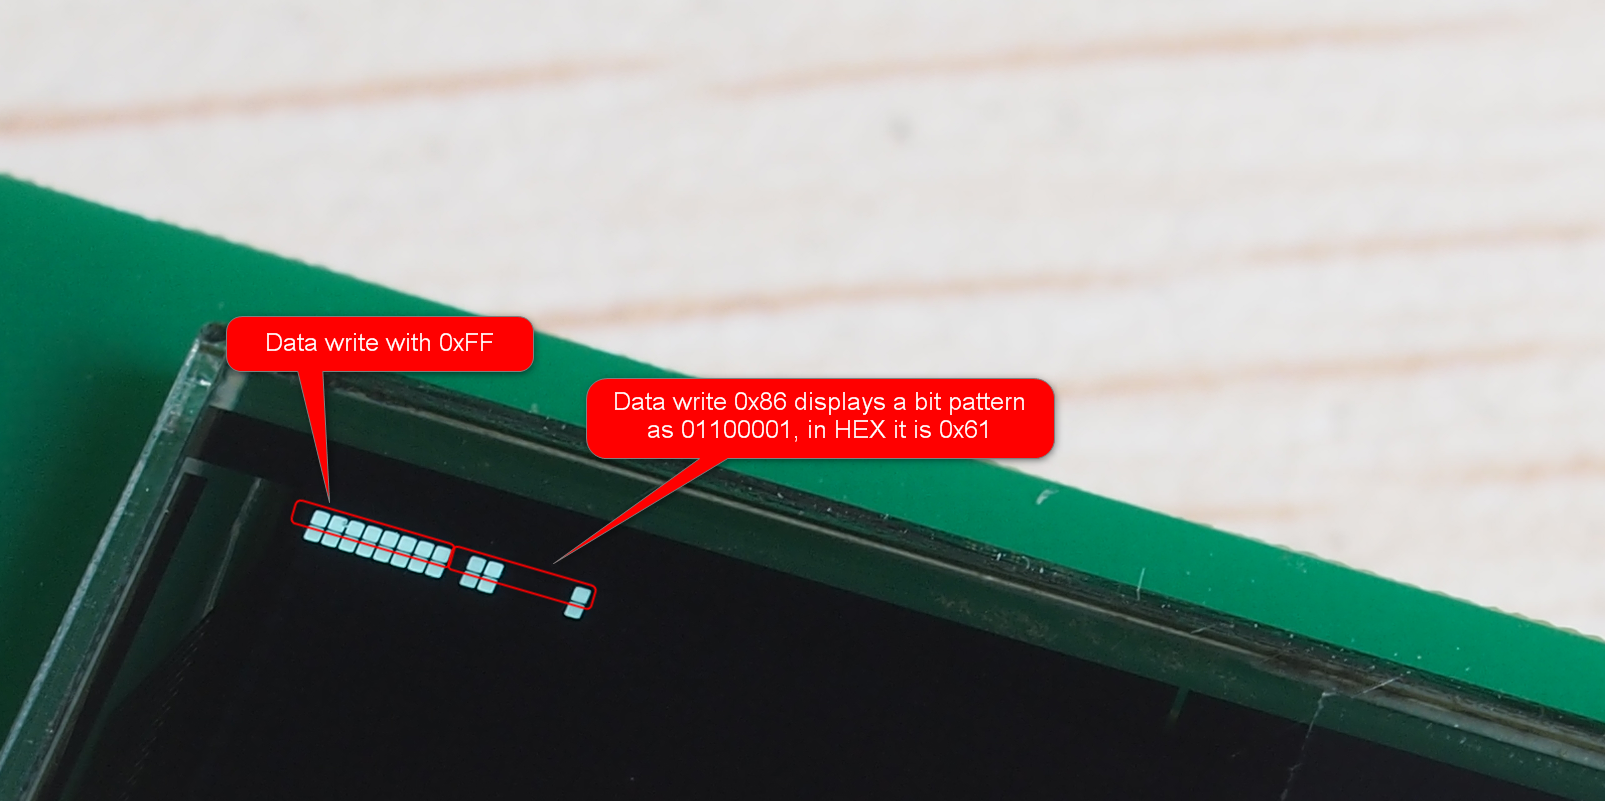 Data write with 0xFF
Data write 0x86 displays a bit pattern
as 01100001, in HEX it is 0x61